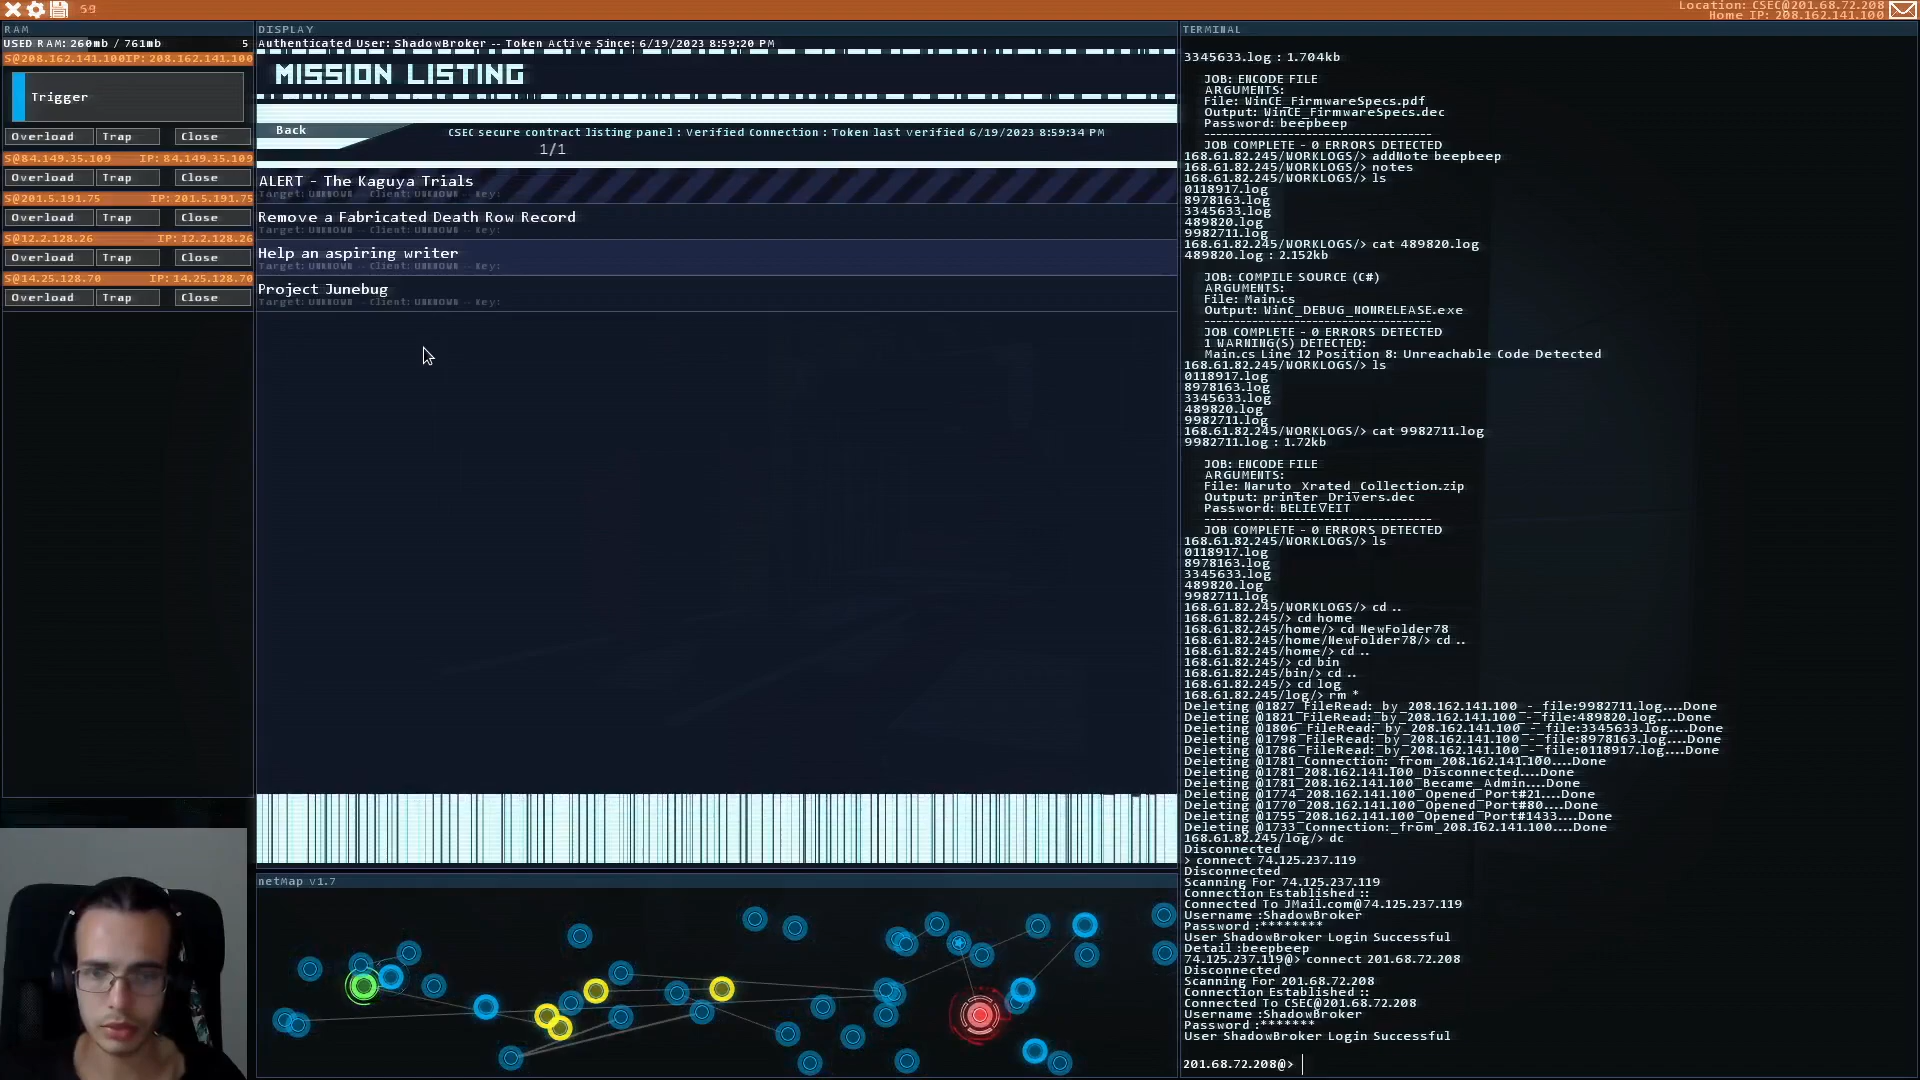 59
Location: CSEC@201.68.72.208
Home IP: 208.162.141.100
RAM
USED RAM: 260mb / 761mb 5
S@208.162.141.100IP: 208.162.141.100
Trigger
Overload Trap Close
S@84.149.35.109 IP: 84.149.35.109
Overload Trap Close
S@201.5.191.75 IP: 201.5.191.75
Overload Trap Close
S@12.2.128.26 IP: 12.2.128.26
Overload Trap Close
S@14.25.128.70 IP: 14.25.128.70
Overload Trap Close
DISPLAY
Authenticated User: ShadowBroker -- Token Active Since: 6/19/2023 8:59:20 PM
MISSION LISTING
Back
CSEC secure contract listing panel : Verified Connection : Token last verified 6/19/2023 8:59:34 PM
1/1
ALERT - The Kaguya Trials
Target: UNKNOWN -- Client: UNKNOWN -- Key:
Remove a Fabricated Death Row Record
Target: UNKNOWN -- Client: UNKNOWN -- Key:
Help an aspiring writer
Target: UNKNOWN -- Client: UNKNOWN -- Key:
Project Junebug
Target: UNKNOWN -- Client: UNKNOWN -- Key:
netMap v1.7
TERMINAL
3345633.log : 1.704kb
JOB: ENCODE FILE
ARGUMENTS:
File: WinCE_FirmwareSpecs.pdf
Output: WinCE_FirmwareSpecs.dec
Password: beepbeep
------------------------------------
JOB COMPLETE - 0 ERRORS DETECTED
168.61.82.245/WORKLOGS/> addNote beepbeep
168.61.82.245/WORKLOGS/> notes
168.61.82.245/WORKLOGS/> ls
0118917.log
8978163.log
3345633.log
489820.log
9982711.log
168.61.82.245/WORKLOGS/> cat 489820.log
489820.log : 2.152kb
JOB: COMPILE SOURCE (C#)
ARGUMENTS:
File: Main.cs
Output: WinC_DEBUG_NONRELEASE.exe
------------------------------------
JOB COMPLETE - 0 ERRORS DETECTED
1 WARNING(S) DETECTED:
Main.cs Line 12 Position 8: Unreachable Code Detected
168.61.82.245/WORKLOGS/> ls
0118917.log
8978163.log
3345633.log
489820.log
9982711.log
168.61.82.245/WORKLOGS/> cat 9982711.log
9982711.log : 1.72kb
JOB: ENCODE FILE
ARGUMENTS:
File: Naruto_Xrated_Collection.zip
Output: printer_Drivers.dec
Password: BELIEVEIT
------------------------------------
JOB COMPLETE - 0 ERRORS DETECTED
168.61.82.245/WORKLOGS/> ls
0118917.log
8978163.log
3345633.log
489820.log
9982711.log
168.61.82.245/WORKLOGS/> cd ..
168.61.82.245/> cd home
168.61.82.245/home/> cd NewFolder78
168.61.82.245/home/NewFolder78/> cd ..
168.61.82.245/home/> cd ..
168.61.82.245/> cd bin
168.61.82.245/bin/> cd ..
168.61.82.245/> cd log
168.61.82.245/log/> rm *
Deleting @1827_FileRead:_by_208.162.141.100_-_file:9982711.log....Done
Deleting @1821_FileRead:_by_208.162.141.100_-_file:489820.log....Done
Deleting @1806_FileRead:_by_208.162.141.100_-_file:3345633.log....Done
Deleting @1798_FileRead:_by_208.162.141.100_-_file:8978163.log....Done
Deleting @1786_FileRead:_by_208.162.141.100_-_file:0118917.log....Done
Deleting @1781_Connection:_from_208.162.141.100....Done
Deleting @1781_208.162.141.100_Disconnected....Done
Deleting @1781_208.162.141.100_Became_Admin....Done
Deleting @1774_208.162.141.100_Opened_Port#21....Done
Deleting @1770_208.162.141.100_Opened_Port#80....Done
Deleting @1755_208.162.141.100_Opened_Port#1433....Done
Deleting @1733_Connection:_from_208.162.141.100....Done
168.61.82.245/log/> dc
Disconnected
> connect 74.125.237.119
Disconnected
Scanning For 74.125.237.119
Connection Established ::
Connected To JMail.com@74.125.237.119
Username :ShadowBroker
Password :********
User ShadowBroker Login Successful
Detail :beepbeep
74.125.237.119@> connect 201.68.72.208
Disconnected
Scanning For 201.68.72.208
Connection Established ::
Connected To CSEC@201.68.72.208
Username :ShadowBroker
Password :*******
User ShadowBroker Login Successful
201.68.72.208@>